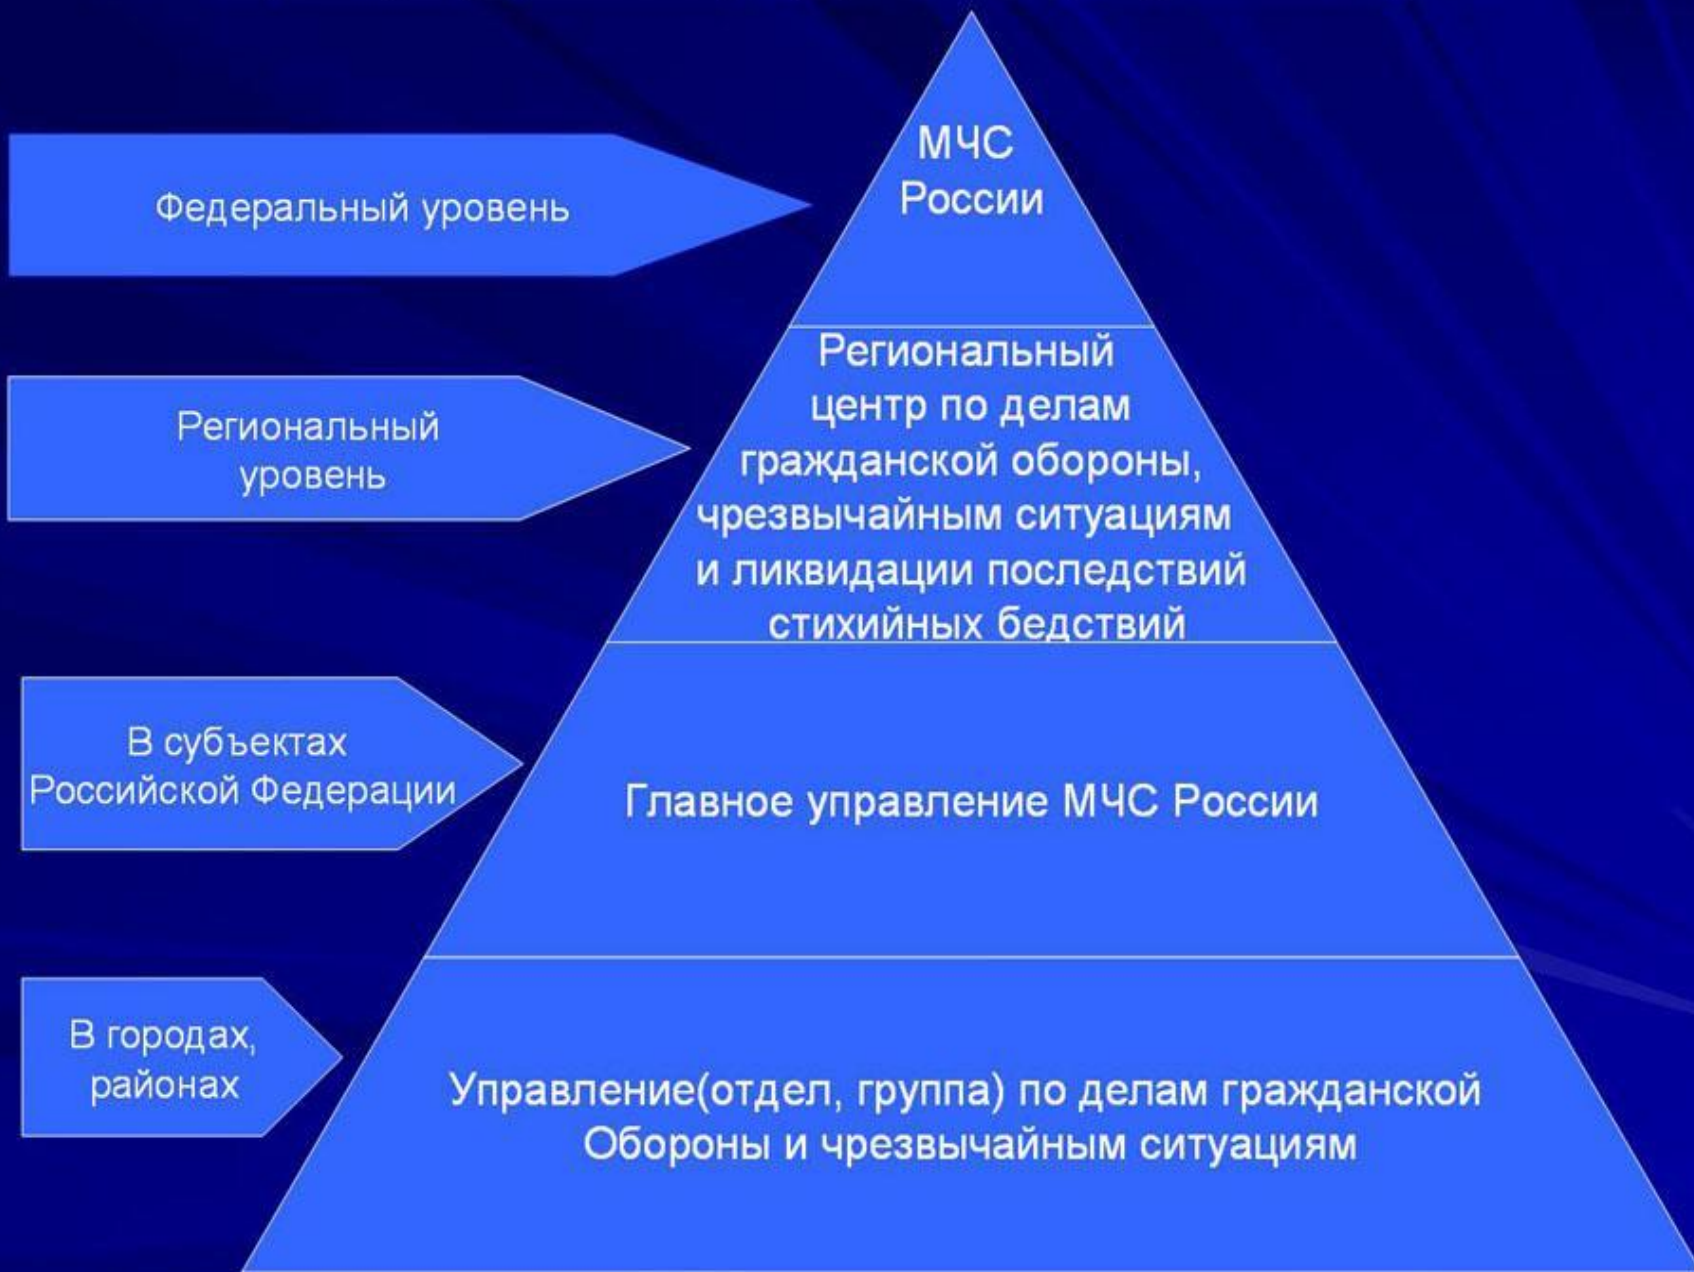 МЧС
России
Федеральный уровень
Региональный
центр по делам
гражданской обороны,
чрезвычайным ситуациям
и ликвидации последствий
стихийных бедствий
Региональный
уровень
Главное управление МЧС России
В субъектах
Российской Федерации
Управление(отдел, группа) по делам гражданской
Обороны и чрезвычайным ситуациям
В городах,
районах